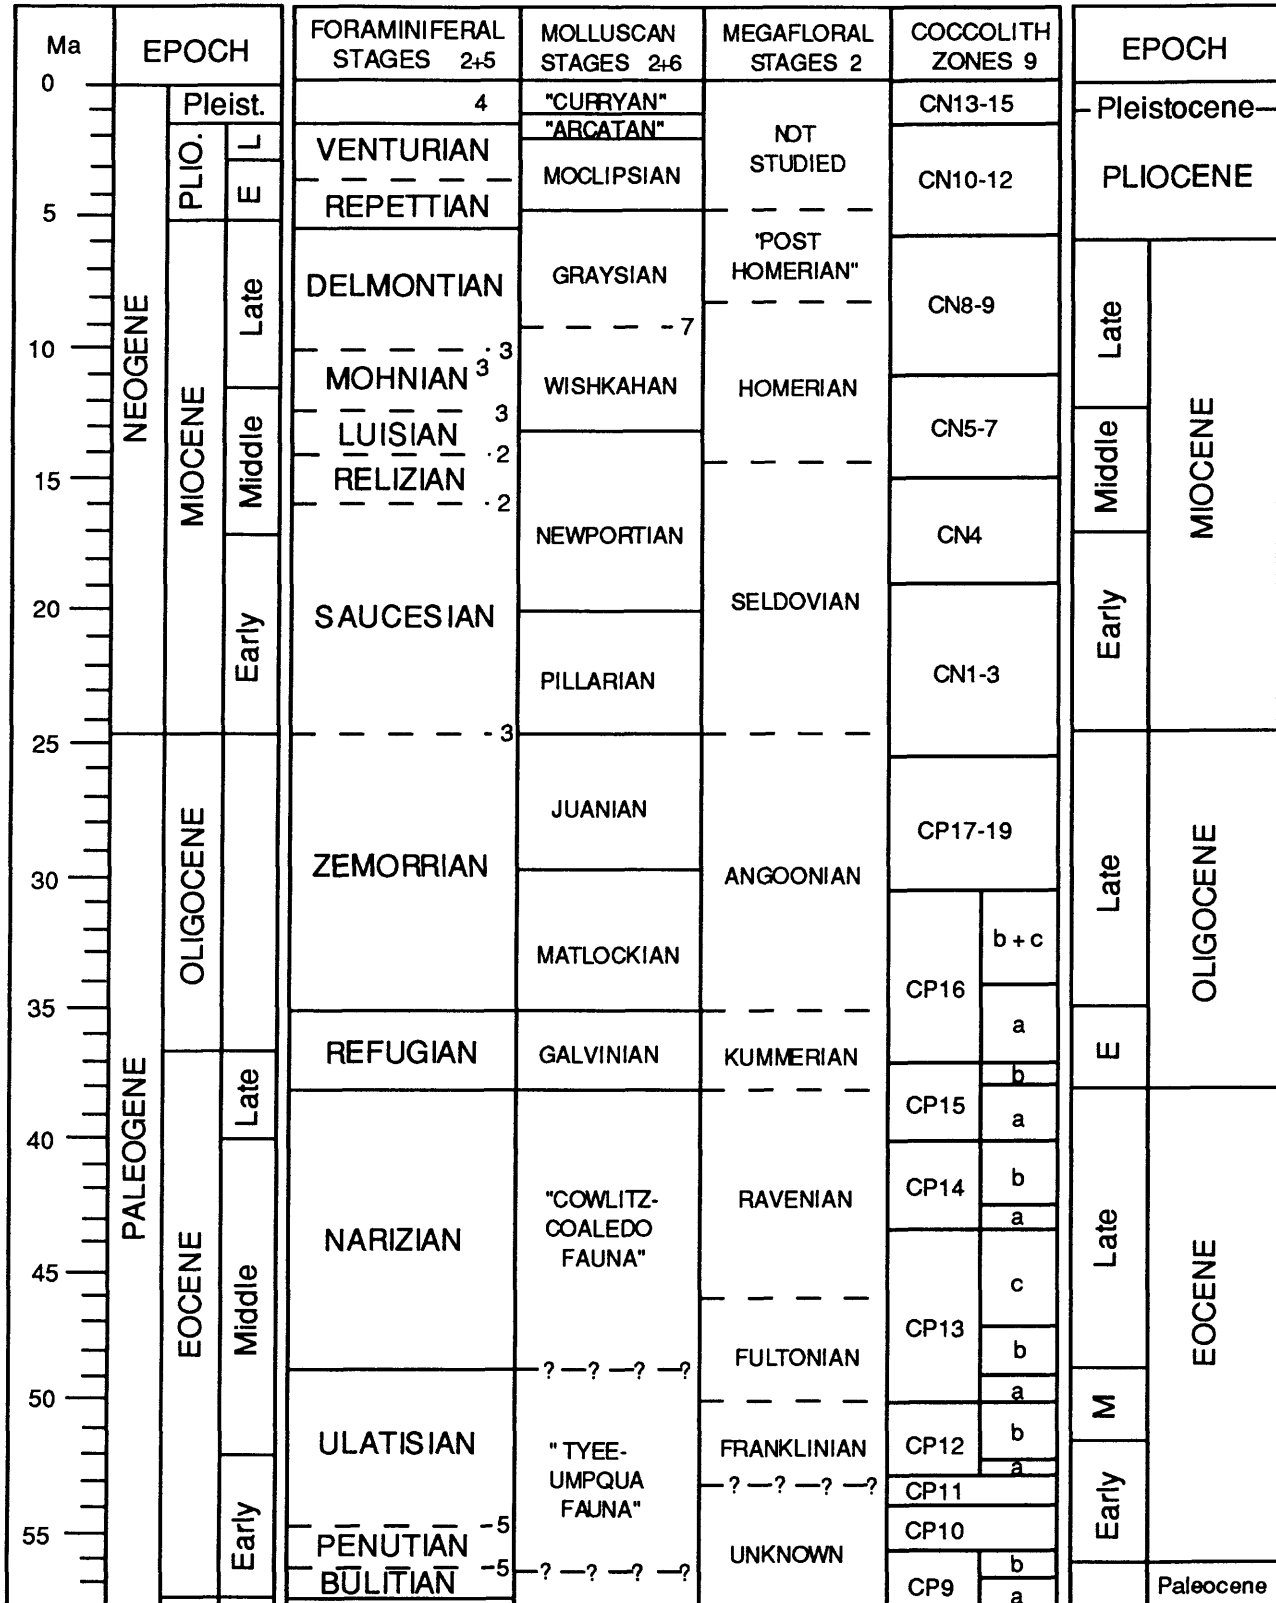 Ma
EPOCH
FORAMINIFERAL
STAGES 2+5
MOLLUSCAN
STAGES 2+6
MEGAFLORAL
STAGES 2
COCCOLITH
ZONES 9
EPOCH
0
5
10
15
20
25
30
35
40
45
50
55
NEOGENE
PALEOGENE
Pleist.
PLIO.
MIOCENE
OLIGOCENE
EOCENE
L
E
Late
Middle
Early
Late
Middle
Early
4
VENTURIAN
REPETTIAN
DELMONTIAN
3
MOHNIAN 3
3
LUISIAN
2
RELIZIAN
2
SAUCESIAN
3
ZEMORRIAN
REFUGIAN
NARIZIAN
ULATISIAN
5
PENUTIAN
5
BULITIAN
"CURRYAN"
"ARCATAN"
MOCLIPSIAN
GRAYSIAN
7
WISHKAHAN
NEWPORTIAN
PILLARIAN
JUANIAN
MATLOCKIAN
GALVINIAN
"COWLITZ-
COALEDO
FAUNA"
? ? ? ?
"TYEE-
UMPQUA
FAUNA"
? ? ? ?
NOT
STUDIED
"POST
HOMERIAN"
HOMERIAN
SELDOVIAN
ANGOONIAN
KUMMERIAN
RAVENIAN
FULTONIAN
FRANKLINIAN
? ? ? ?
UNKNOWN
CN13-15
CN10-12
CN8-9
CN5-7
CN4
CN1-3
CP17-19
CP16
b + c
a
CP15
b
a
CP14
b
a
CP13
c
b
a
CP12
b
a
CP11
CP10
CP9
b
a
Pleistocene
PLIOCENE
Late
Middle
Early
MIOCENE
Late
E
OLIGOCENE
Late
M
Early
EOCENE
Paleocene